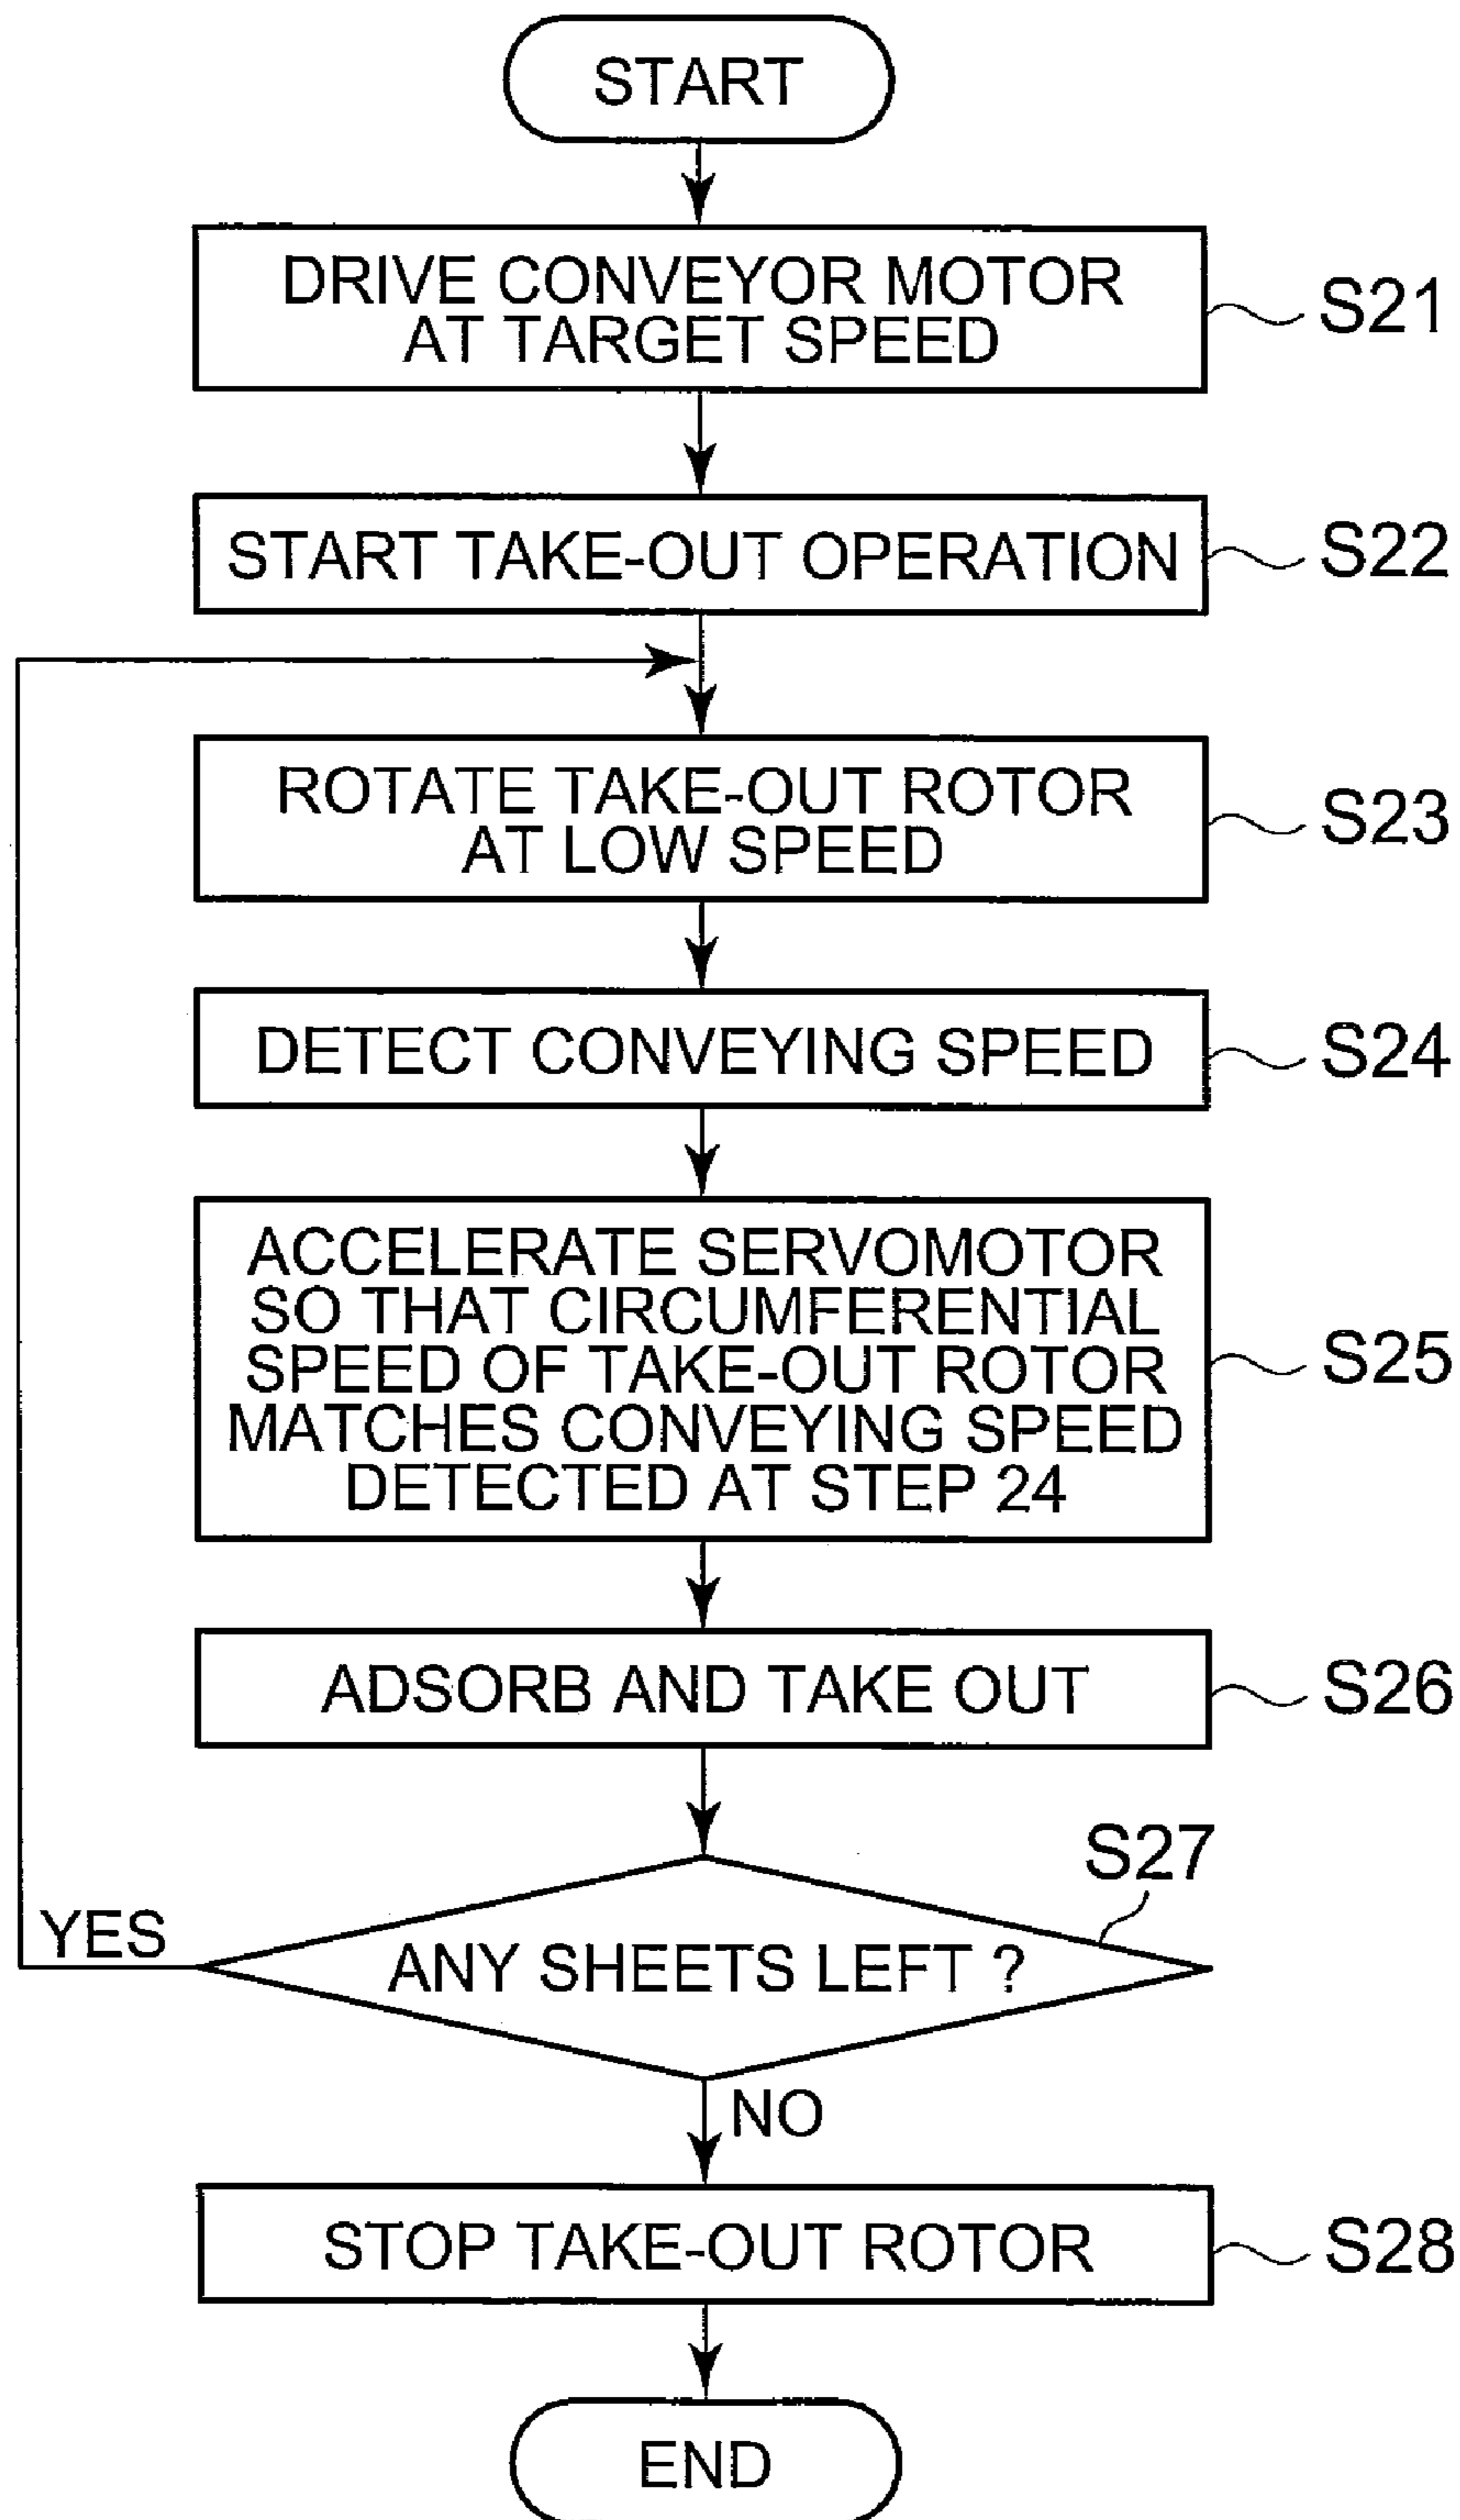 START
DRIVE CONVEYOR MOTOR
AT TARGET SPEED
S21
START TAKE-OUT OPERATION
S22
ROTATE TAKE-OUT ROTOR
AT LOW SPEED
S23
DETECT CONVEYING SPEED
S24
ACCELERATE SERVOMOTOR
SO THAT CIRCUMFERENTIAL
SPEED OF TAKE-OUT ROTOR
MATCHES CONVEYING SPEED
DETECTED AT STEP 24
S25
ADSORB AND TAKE OUT
S26
S27
YES
ANY SHEETS LEFT ?
NO
STOP TAKE-OUT ROTOR
S28
END